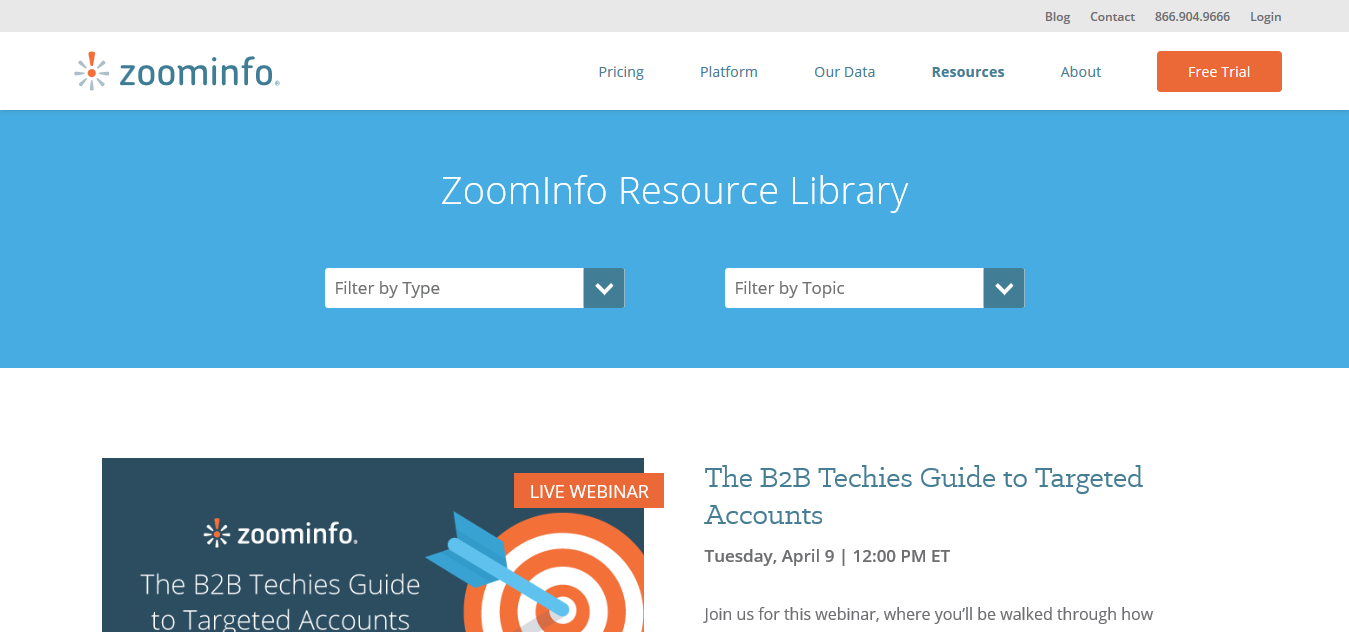 Blog Contact 866.904.9666 Login
zoominfo
Pricing Platform Our Data Resources About Free Trial
ZoomInfo Resource Library
Filter by Type Filter by Topic
LIVE WEBINAR
zoominfo.
The B2B Techies Guide
to Targeted Accounts
The B2B Techies Guide to Targeted
Accounts
Tuesday, April 9 | 12:00 PM ET
Join us for this webinar, where you’ll be walked through how